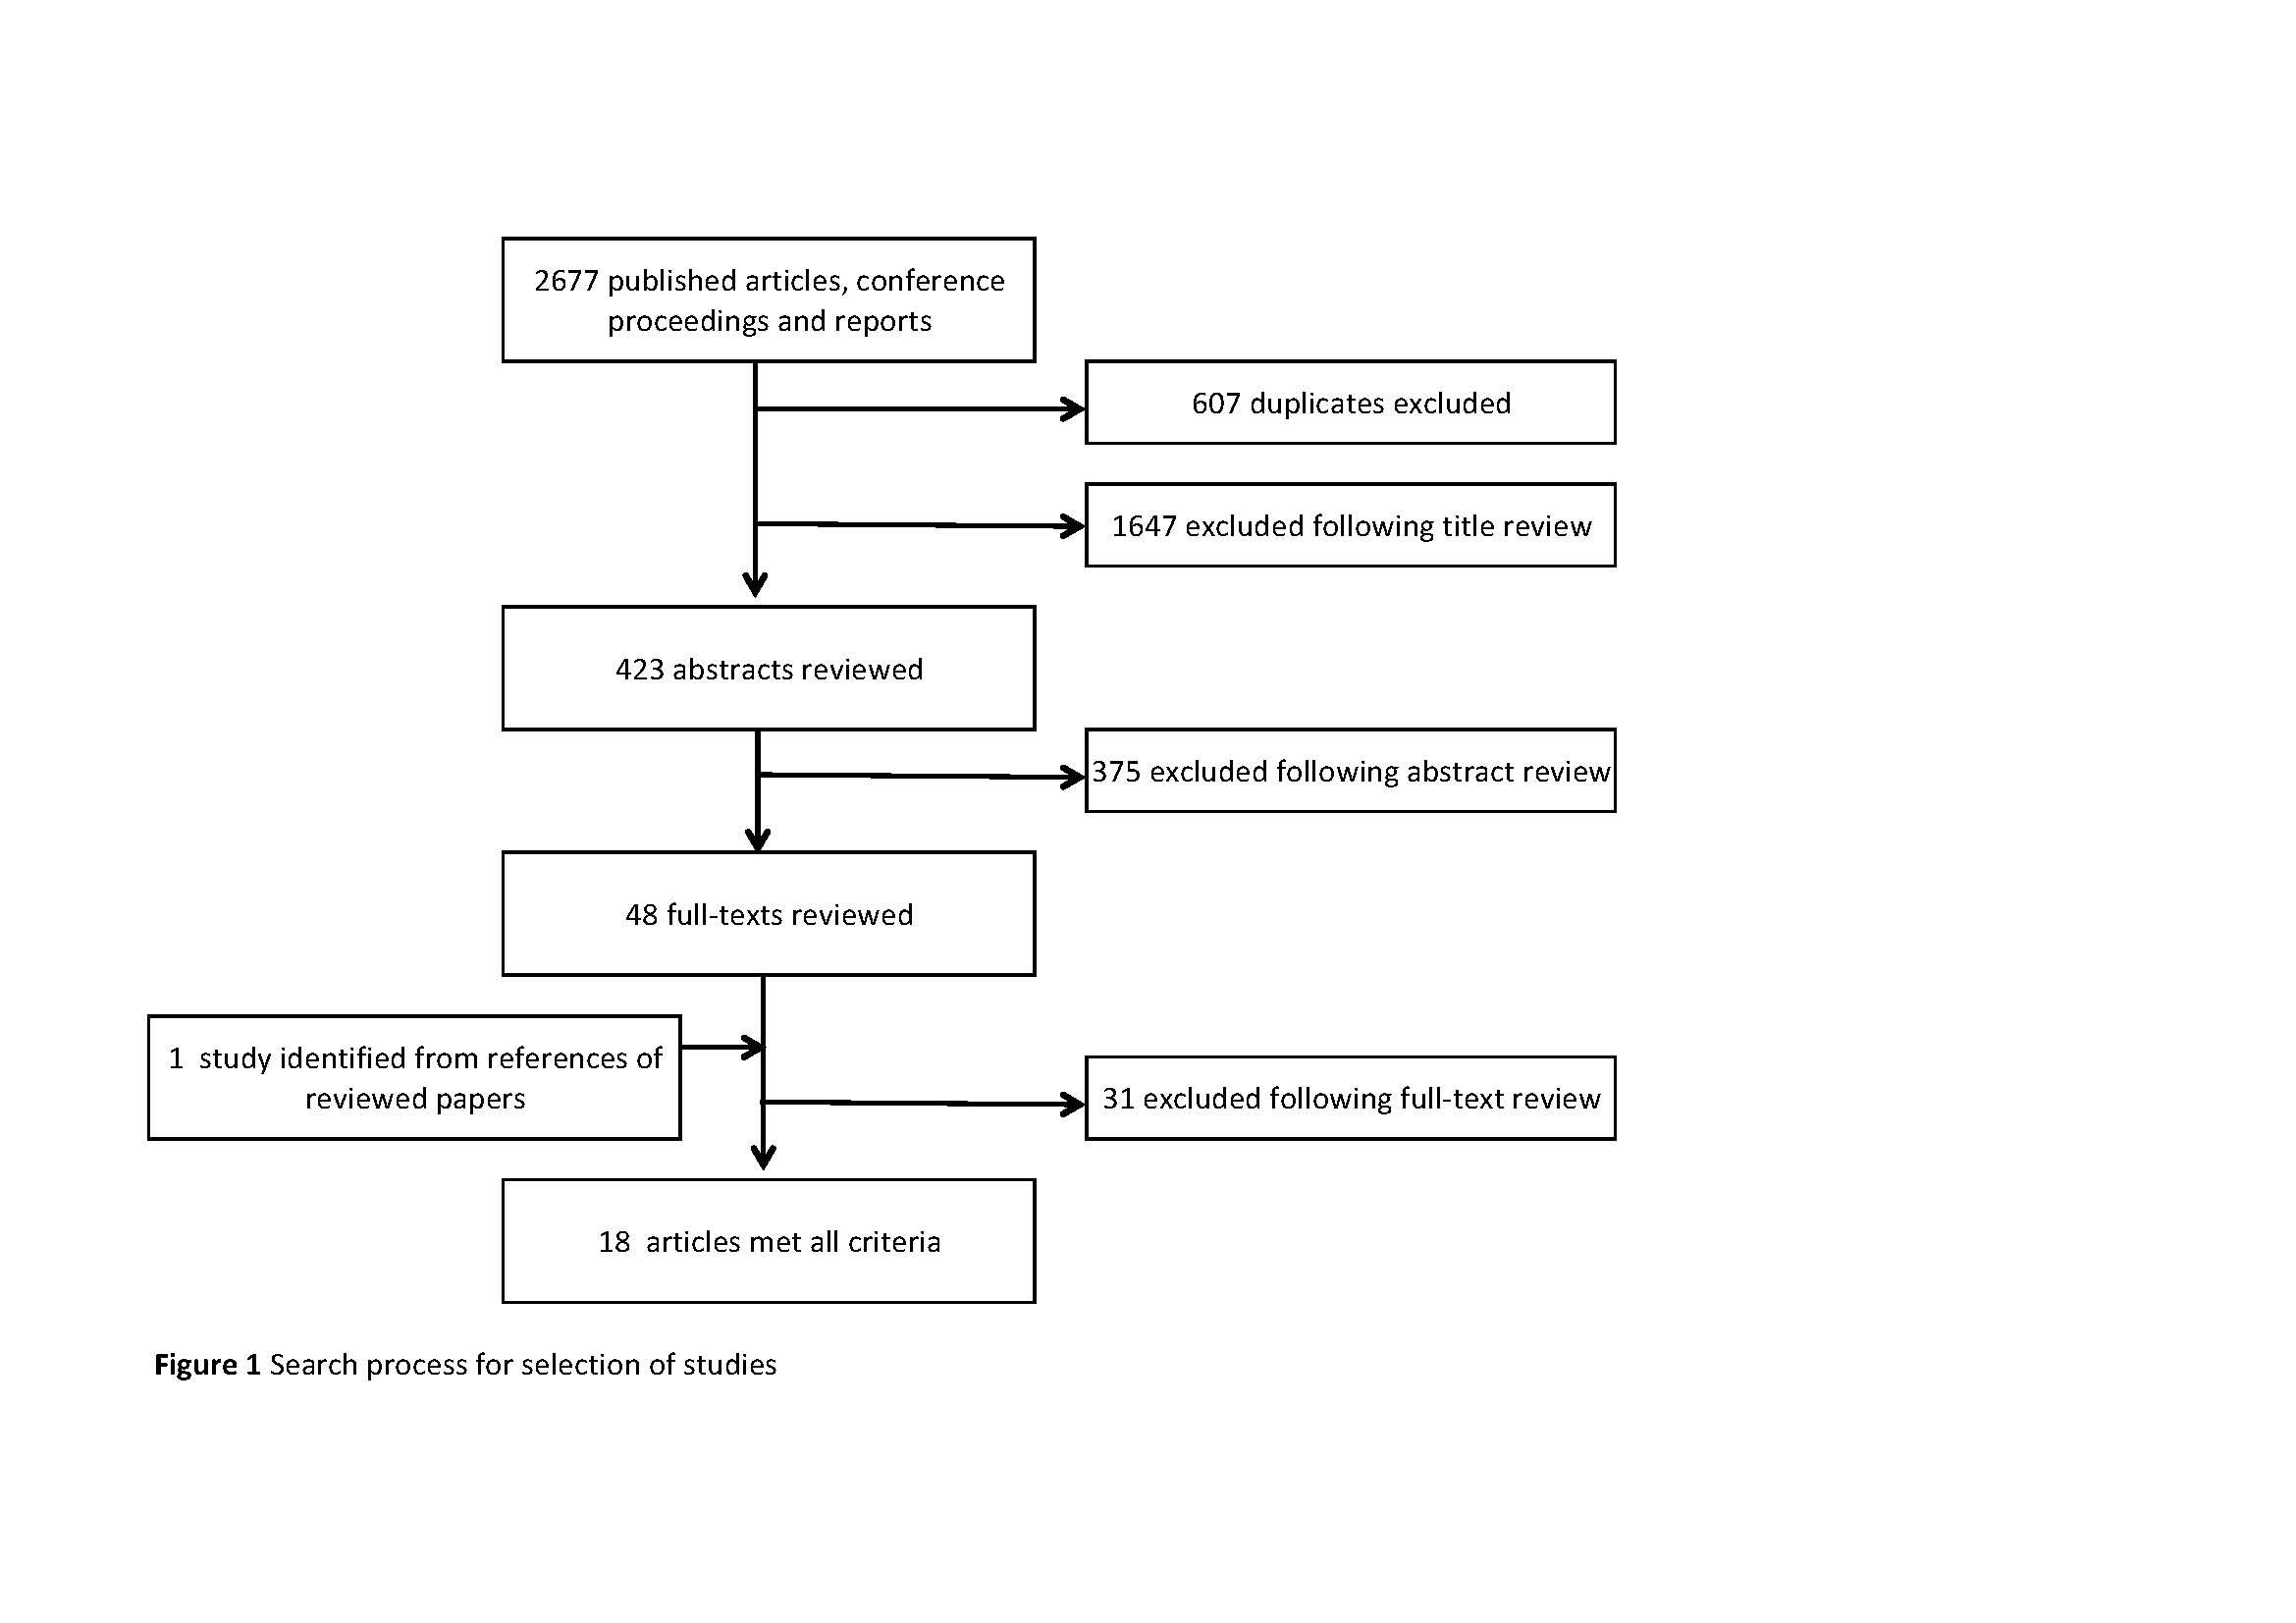 2677 published articles, conference
proceedings and reports
607 duplicates excluded
1647 excluded following title review
423 abstracts reviewed
375 excluded following abstract review
48 full-texts reviewed
1  study identified from references of
reviewed papers
31 excluded following full-text review
18  articles met all criteria
Figure 1 Search process for selection of studies